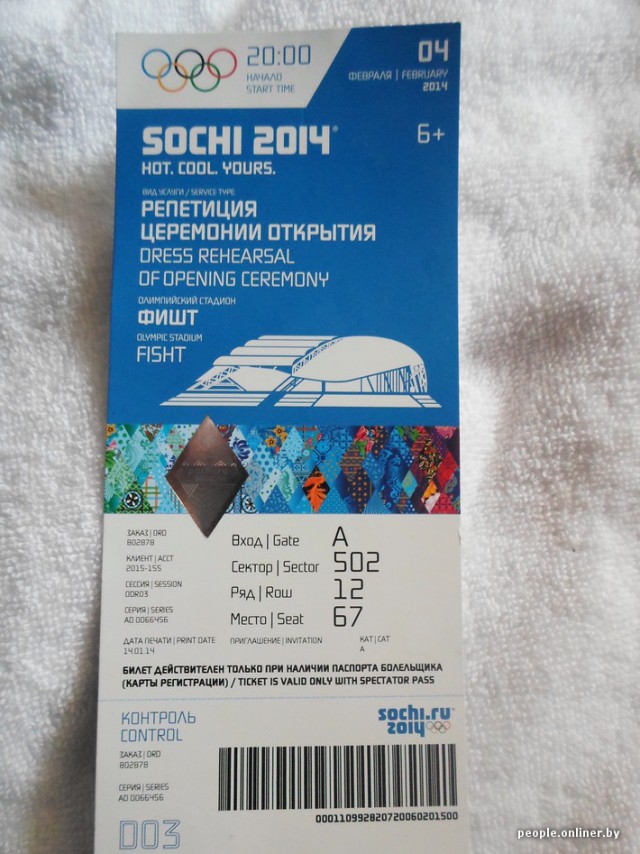 20:00
НАЧАЛО
START TIME
04
ФЕВРАЛЯ | FEBRUARY
2014
SOCHI 2014
6+
HOT. COOL. YOURS.
ВИД УСЛУГИ / SERVICE TYPE
РЕПЕТИЦИЯ
ЦЕРЕМОНИИ ОТКРЫТИЯ
DRESS REHEARSAL
OF OPENING CEREMONY
ОЛИМПИЙСКИЙ СТАДИОН
ФИШТ
OLYMPIC STADIUM
FISHT
ЗАКАЗ | ORD
802878
КЛИЕНТ | ACCT
2015-155
СЕССИЯ | SESSION
ODR03
СЕРИЯ | SERIES
AO 0066456
Вход | Gate A
Сектор | Sector 502
Ряд | Row 12
Место | Seat 67
ДАТА ПЕЧАТИ | PRINT DATE
14.01.14
ПРИГЛАШЕНИЕ | INVITATION
КАТ | CAT
A
БИЛЕТ ДЕЙСТВИТЕЛЕН ТОЛЬКО ПРИ НАЛИЧИИ ПАСПОРТА БОЛЕЛЬЩИКА
(КАРТЫ РЕГИСТРАЦИИ) / TICKET IS VALID ONLY WITH SPECTATOR PASS
КОНТРОЛЬ
CONTROL
sochi.ru
2014
ЗАКАЗ | ORD
802878
СЕРИЯ | SERIES
AO 0066456
003
000110992820720060201500
people.onliner.by